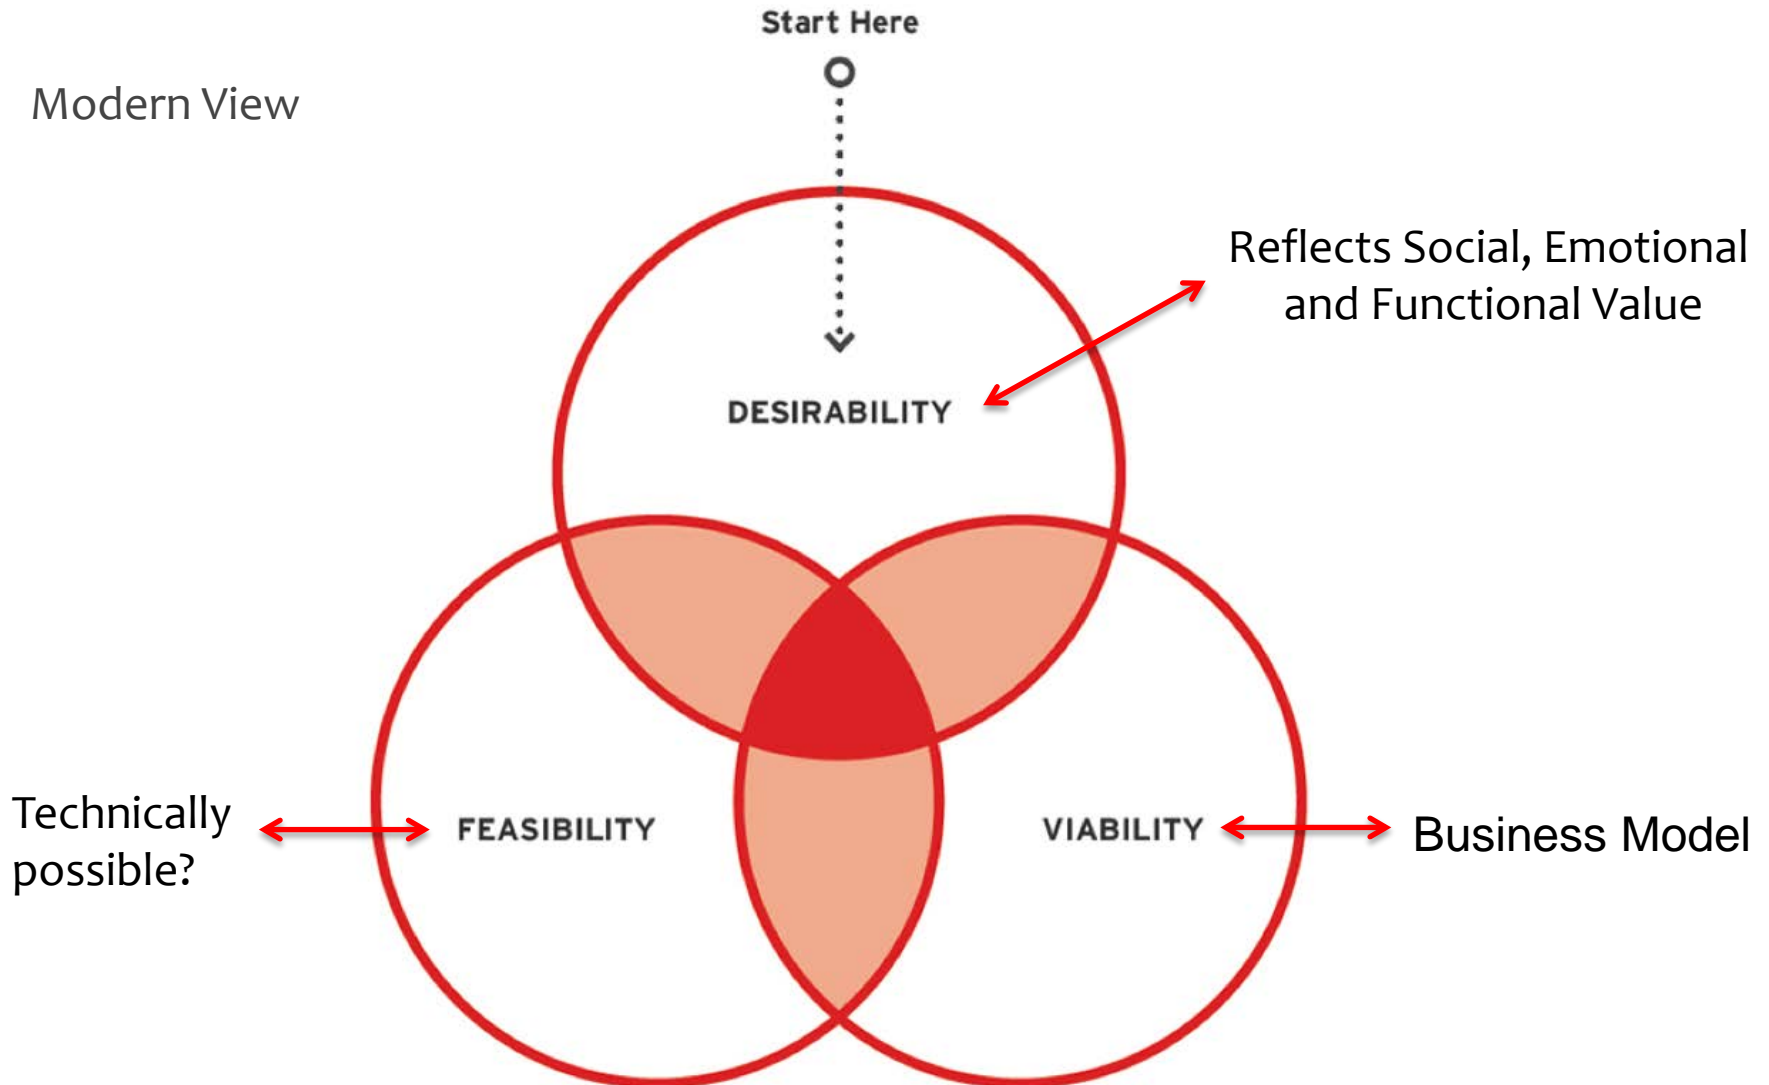 Start Here
Modern View
Reflects Social, Emotional
and Functional Value
DESIRABILITY
Technically
possible?
FEASIBILITY
VIABILITY
Business Model